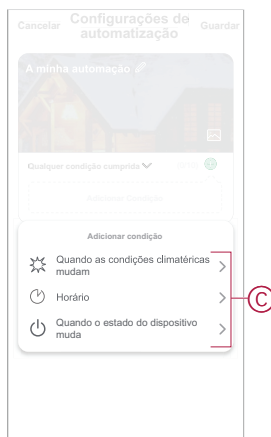 Cancelar
Configurações de
automatização
Guardar
A minha automação
Qualquer condição cumprida
Adicionar Condição
Adicionar condição
Quando as condições climatéricas
mudam
Horário
Quando o estado do dispositivo
muda
C